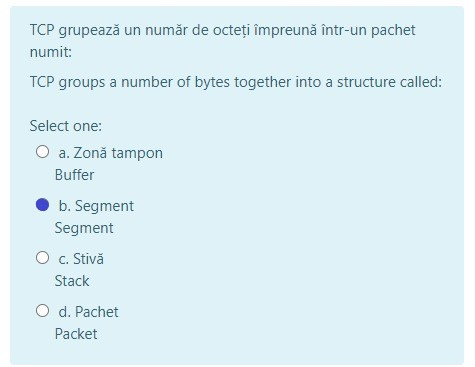 TCP grupează un număr de octeți împreună într-un pachet
numit:
TCP groups a number of bytes together into a structure called:
Select one:
a. Zonă tampon
Buffer
b. Segment
Segment
c. Stivă
Stack
d. Pachet
Packet